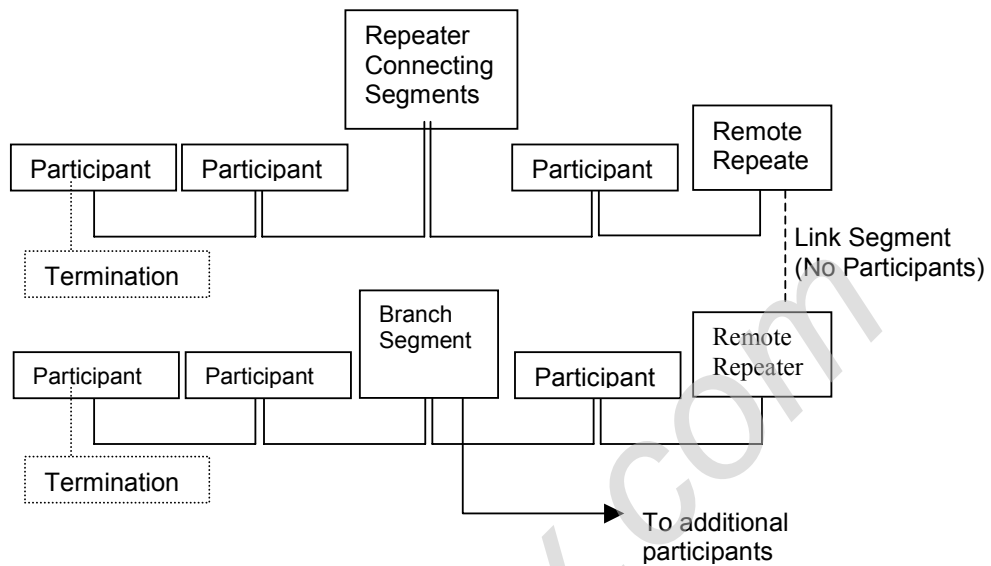 Repeater
Connecting
Segments
Remote
Repeate
Participant
Participant
Participant
Link Segment
(No Participants)
Termination
Branch
Segment
Remote
Repeater
Participant
Participant
Participant
Termination
To additional
participants